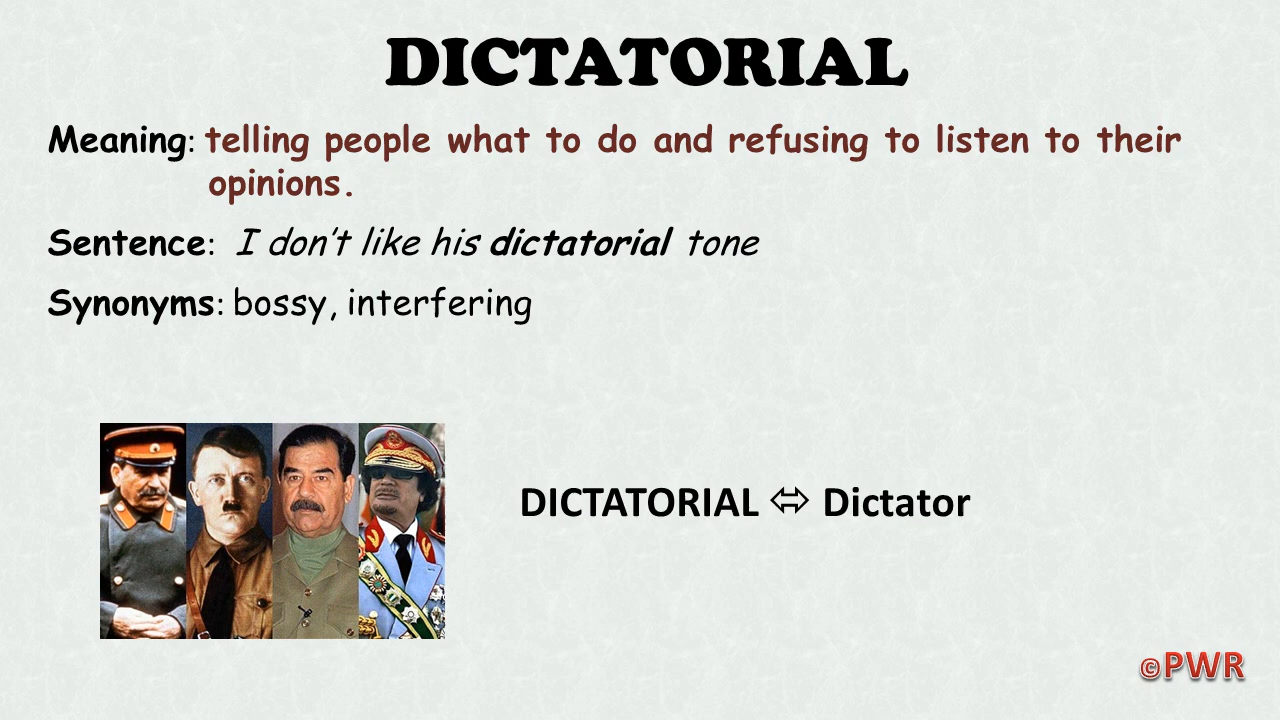 DICTATORIAL
Meaning: telling people what to do and refusing to listen to their
opinions.
Sentence: I don't like his dictatorial tone
Synonyms: bossy, interfering
DICTATORIAL ⬄ Dictator
©PWR